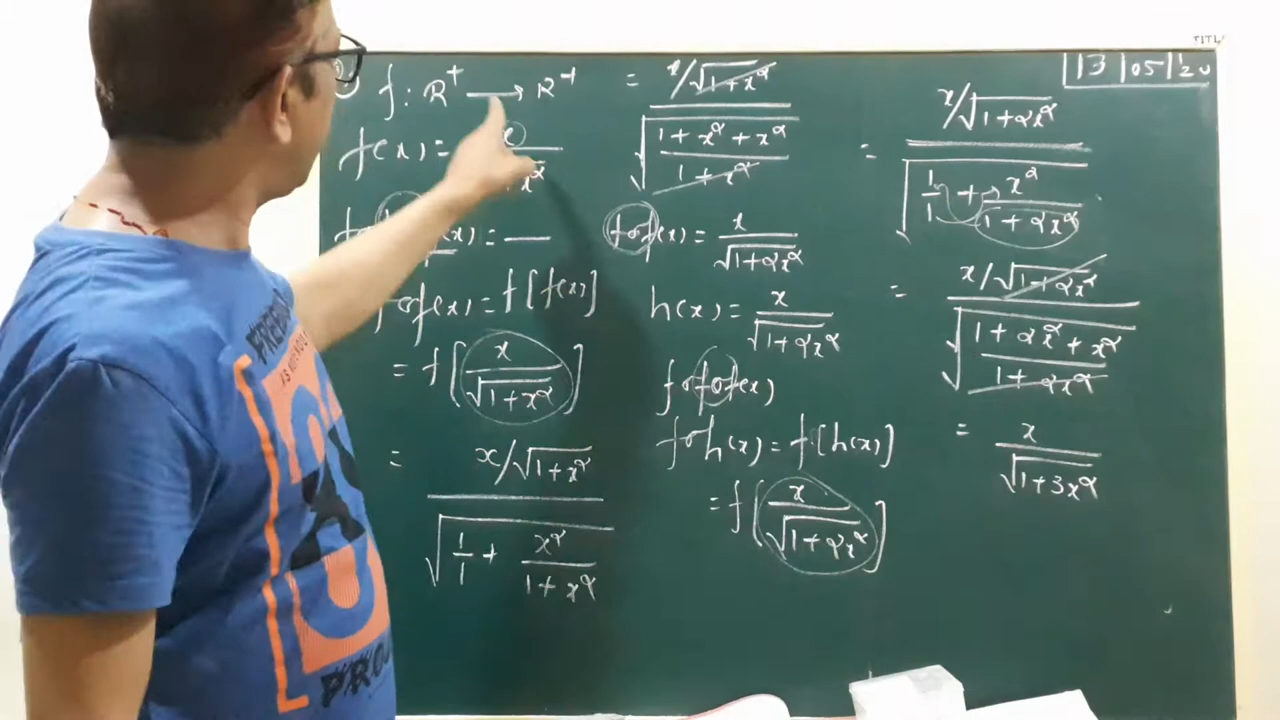 TITL
13 | 05 | 20
f : R⁺ → R⁺
f(x) = x
x²
(x) = —
fof(x) = f[f(x)]
= f[x/√(1+x²)]
= x/√(1+x²)
√(1/1 + x²/(1+x²))
= x/√(1+x²)
√((1+x²+x²)/(1+x²))
fof(x) = x/√(1+2x²)
h(x) = x/√(1+2x²)
fofof(x)
foh(x) = f[h(x)]
= f[x/√(1+2x²)]
= x/√(1+2x²)
√(1/1 + x²/(1+2x²))
= x/√(1+2x²)
√((1+2x²+x²)/(1+2x²))
= x/√(1+3x²)